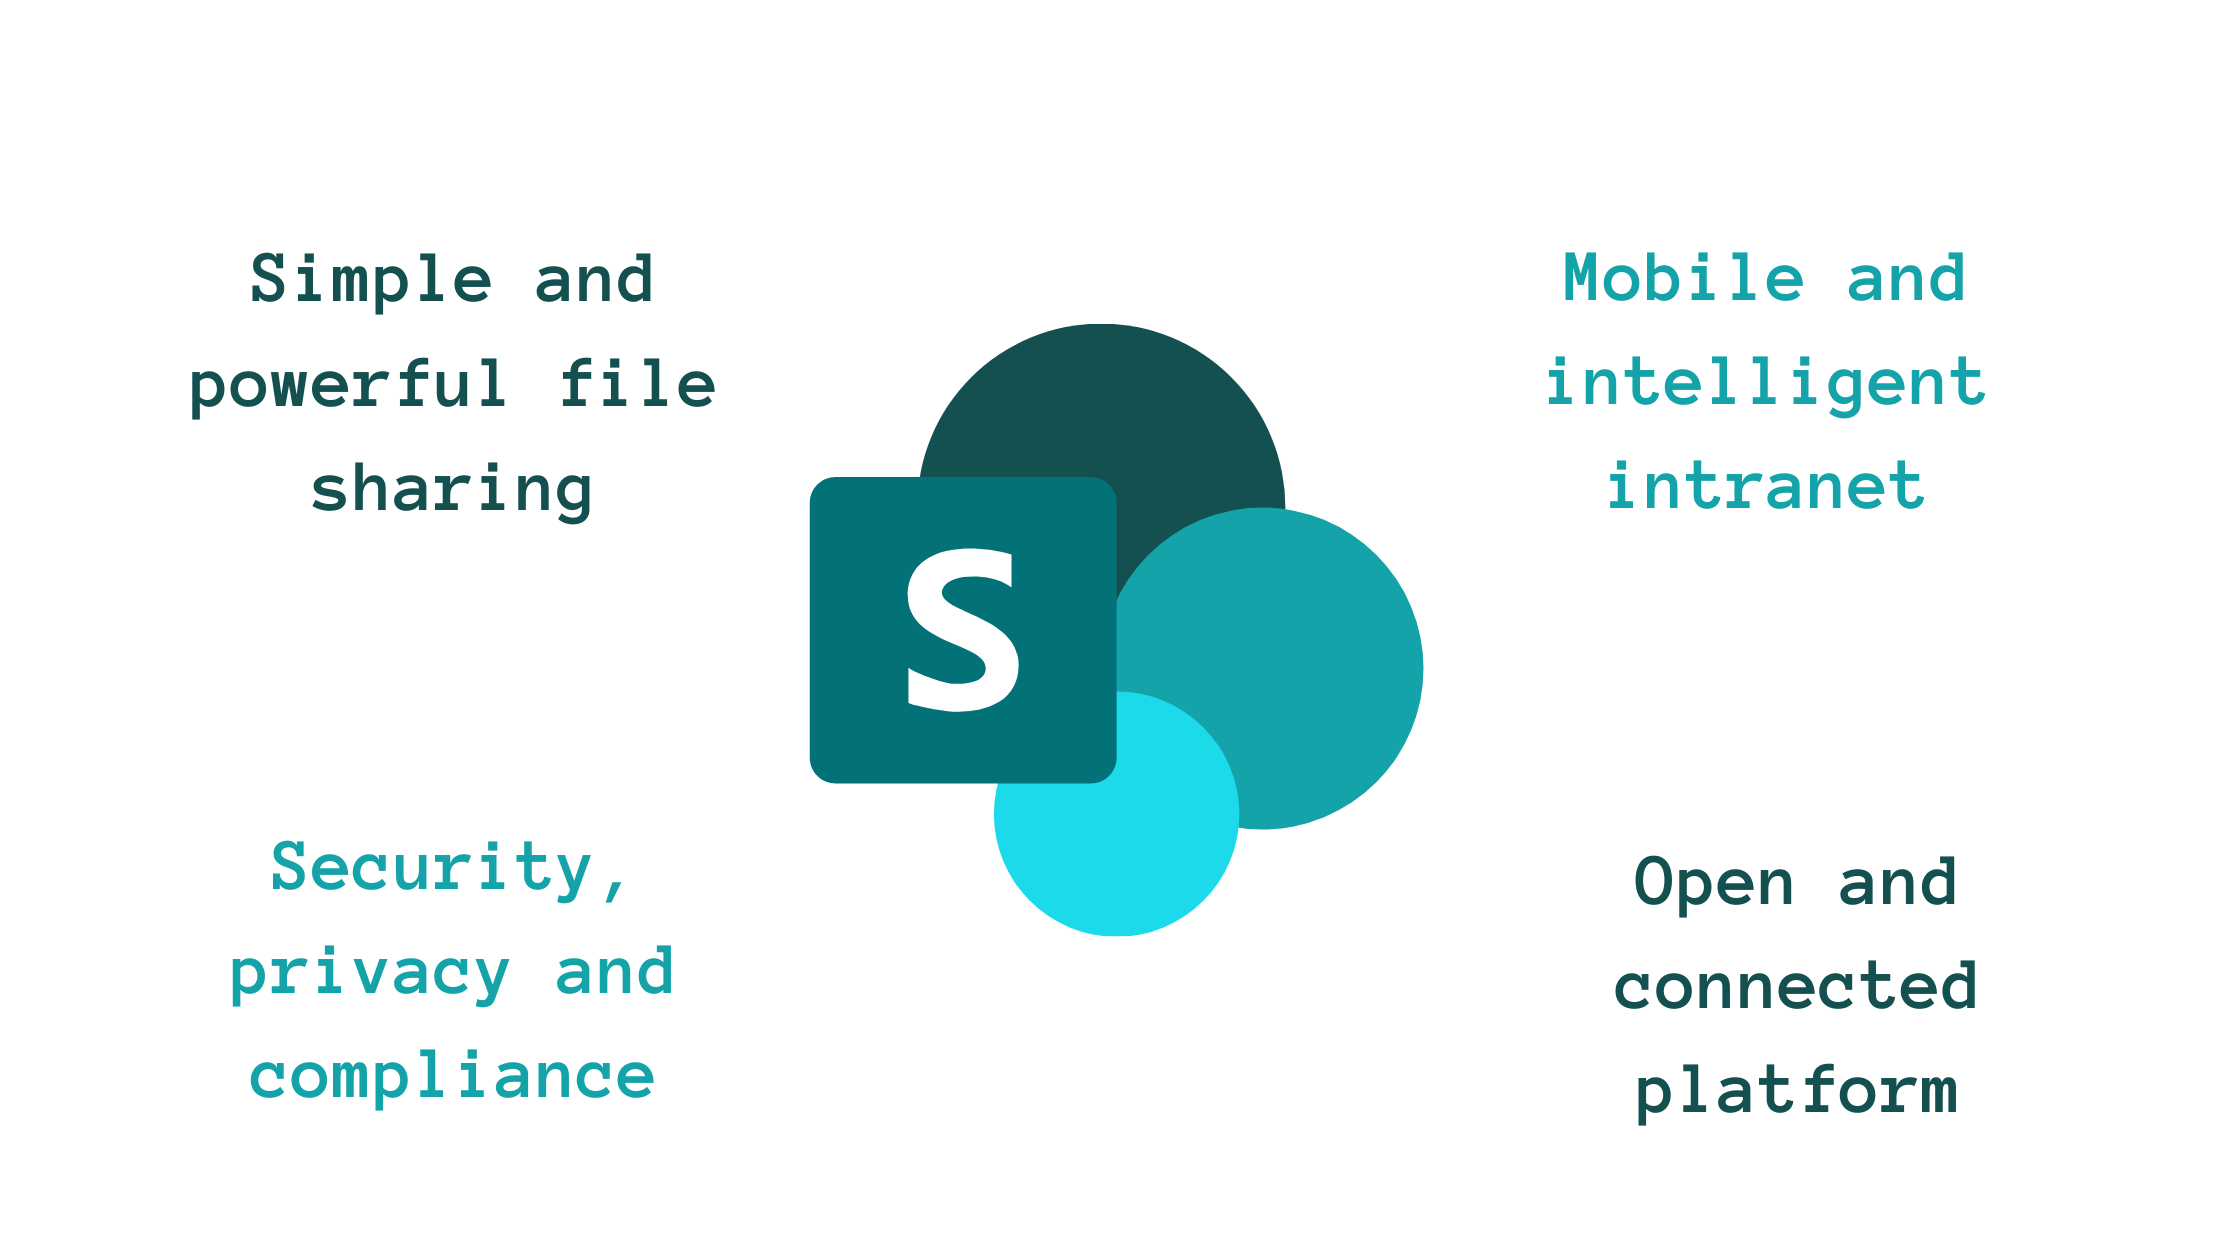 Simple and
powerful file
sharing
Mobile and
intelligent
intranet
S
Security,
privacy and
compliance
Open and
connected
platform